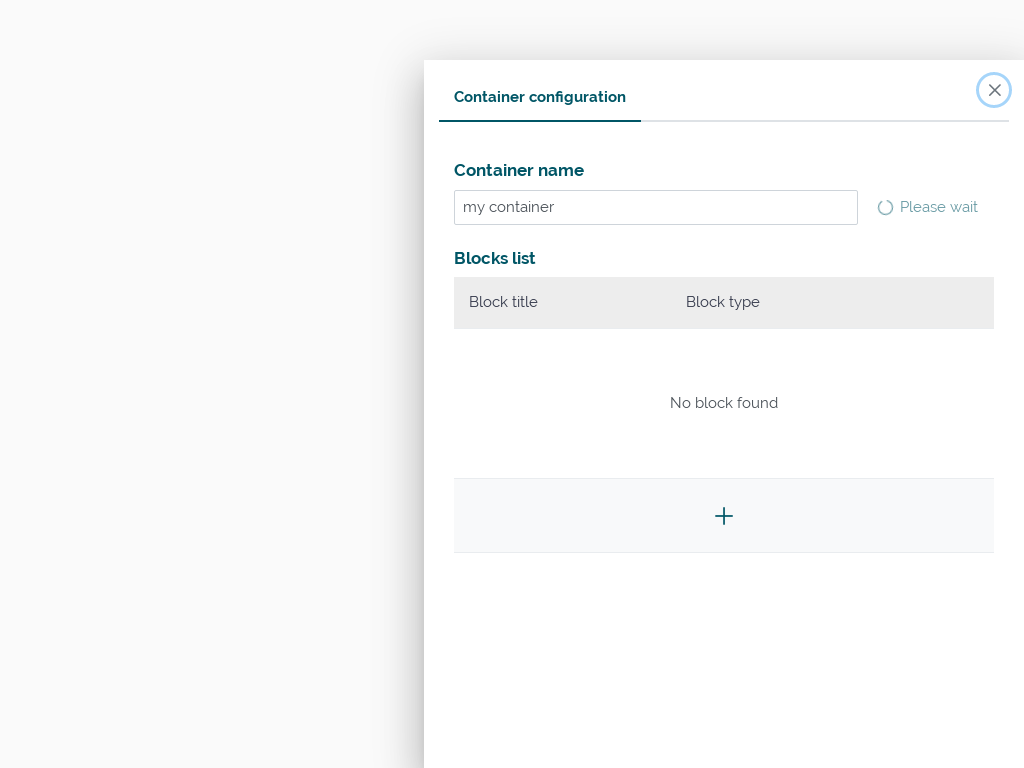 Container configuration
Container name
my container
Please wait
Blocks list
Block title Block type
No block found